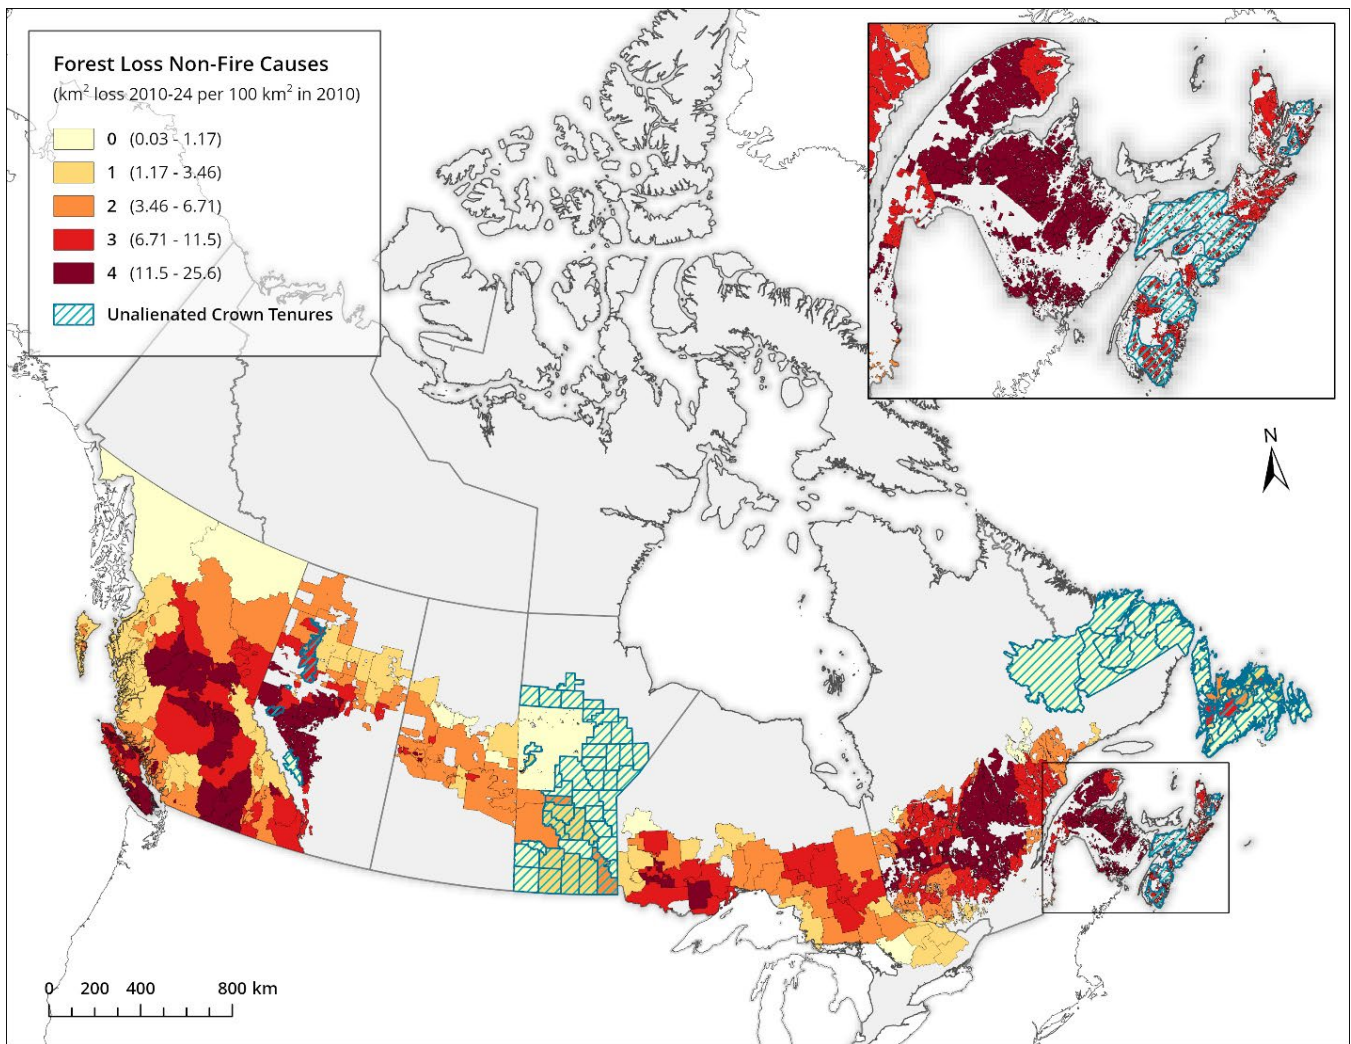 Forest Loss Non-Fire Causes
(km² loss 2010-24 per 100 km² in 2010)
0 (0.03 - 1.17)
1 (1.17 - 3.46)
2 (3.46 - 6.71)
3 (6.71 - 11.5)
4 (11.5 - 25.6)
Unalienated Crown Tenures
N
0 200 400 800 km